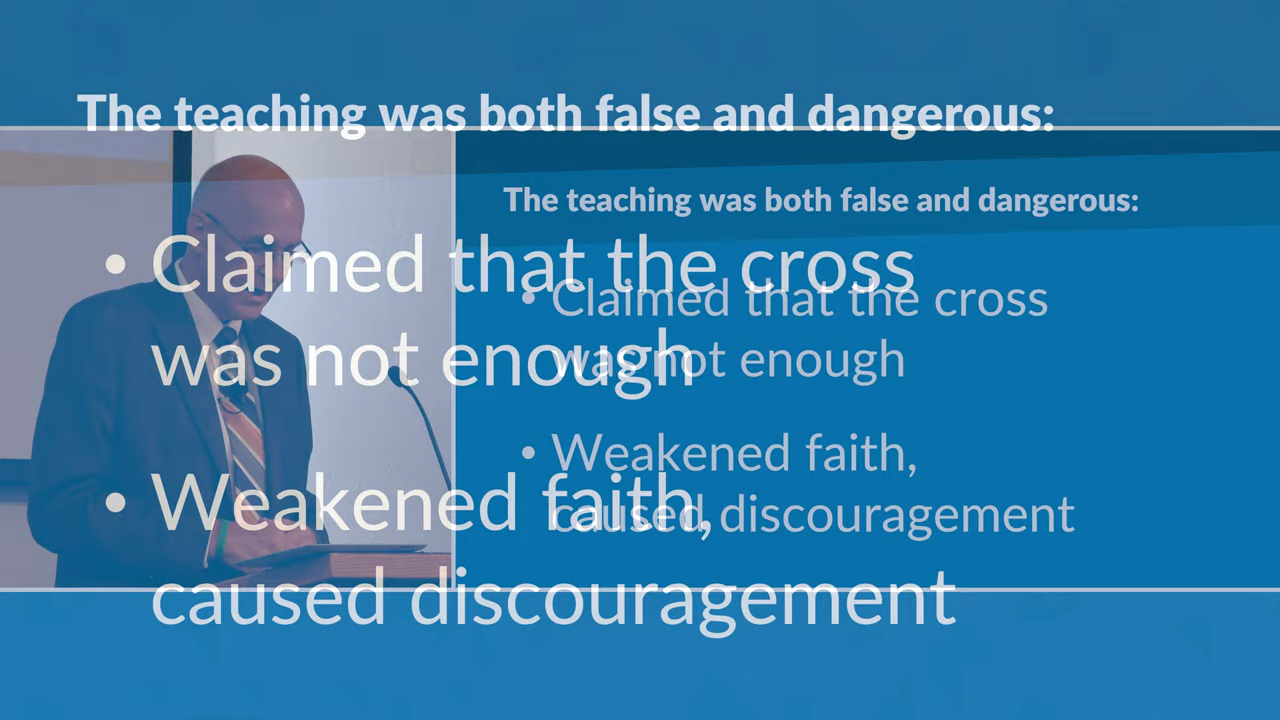 The teaching was both false and dangerous:
• Claimed that the cross
was not enough
• Weakened faith,
caused discouragement
The teaching was both false and dangerous:
• Claimed that the cross
was not enough
• Weakened faith,
caused discouragement